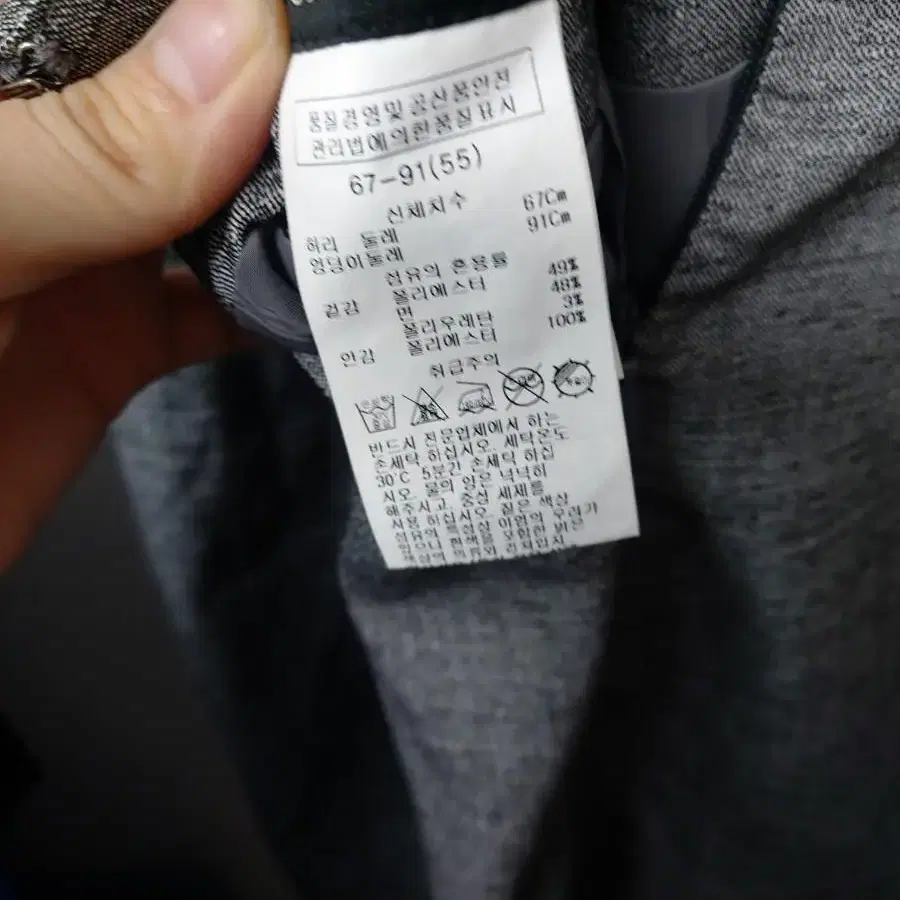 품질경영및 공산품안전
관리법에의한품질표시
67-91(55)
신체치수
허리 둘레 67Cm
엉덩이둘레 91Cm
섬유의 혼용률
겉감 폴리에스터 49%
면 48%
폴리우레탄 3%
안감 폴리에스터 100%
취급주의
반드시 전문업체에서 하는
손세탁 하십시오. 세탁온도
30℃ 5분간 손세탁 하십
시오. 물의 양은 넉넉히
해주시고, 중성 세제를
사용 하십시오. 짙은 색상